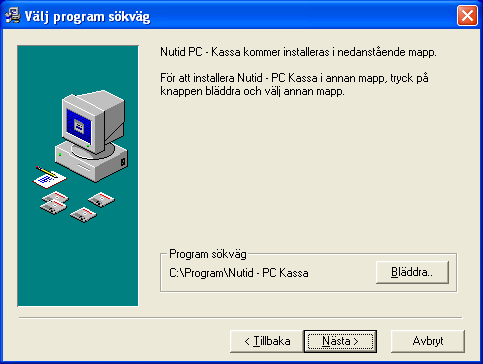 Välj program sökväg
Nutid PC - Kassa kommer installeras i nedanstående mapp.
För att installera Nutid - PC Kassa i annan mapp, tryck på
knappen bläddra och välj annan mapp.
Program sökväg
C:\Program\Nutid - PC Kassa
Bläddra..
< Tillbaka
Nästa >
Avbryt